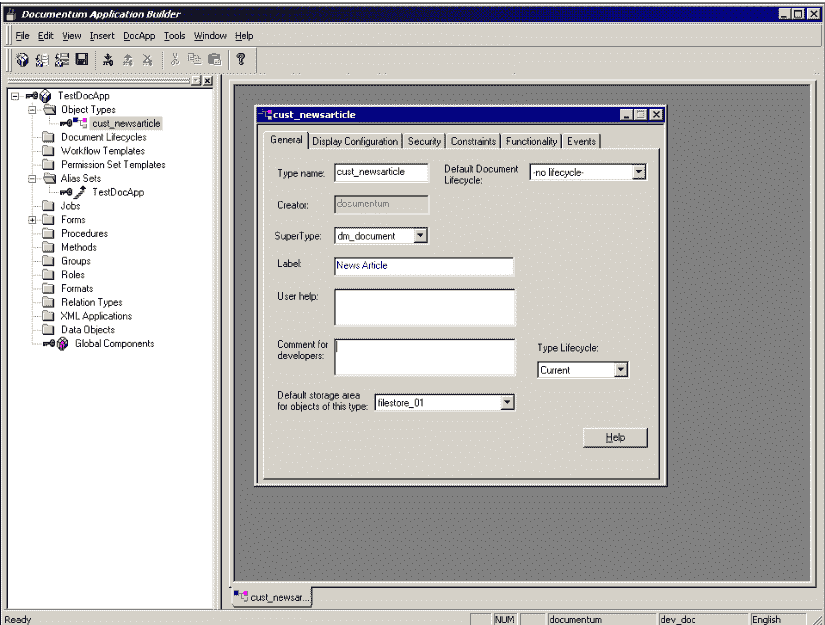 Documentum Application Builder
File Edit View Insert DocApp Tools Window Help
TestDocApp
Object Types
cust_newsarticle
Document Lifecycles
Workflow Templates
Permission Set Templates
Alias Sets
TestDocApp
Jobs
Forms
Procedures
Methods
Groups
Roles
Formats
Relation Types
XML Applications
Data Objects
Global Components
cust_newsarticle
General Display Configuration Security Constraints Functionality Events
Type name: cust_newsarticle
Default Document
Lifecycle: -no lifecycle-
Creator: documentum
SuperType: dm_document
Label: News Article
User help:
Comment for
developers:
Type Lifecycle:
Current
Default storage area
for objects of this type: filestore_01
Help
cust_newsar...
Ready NUM documentum dev_doc English